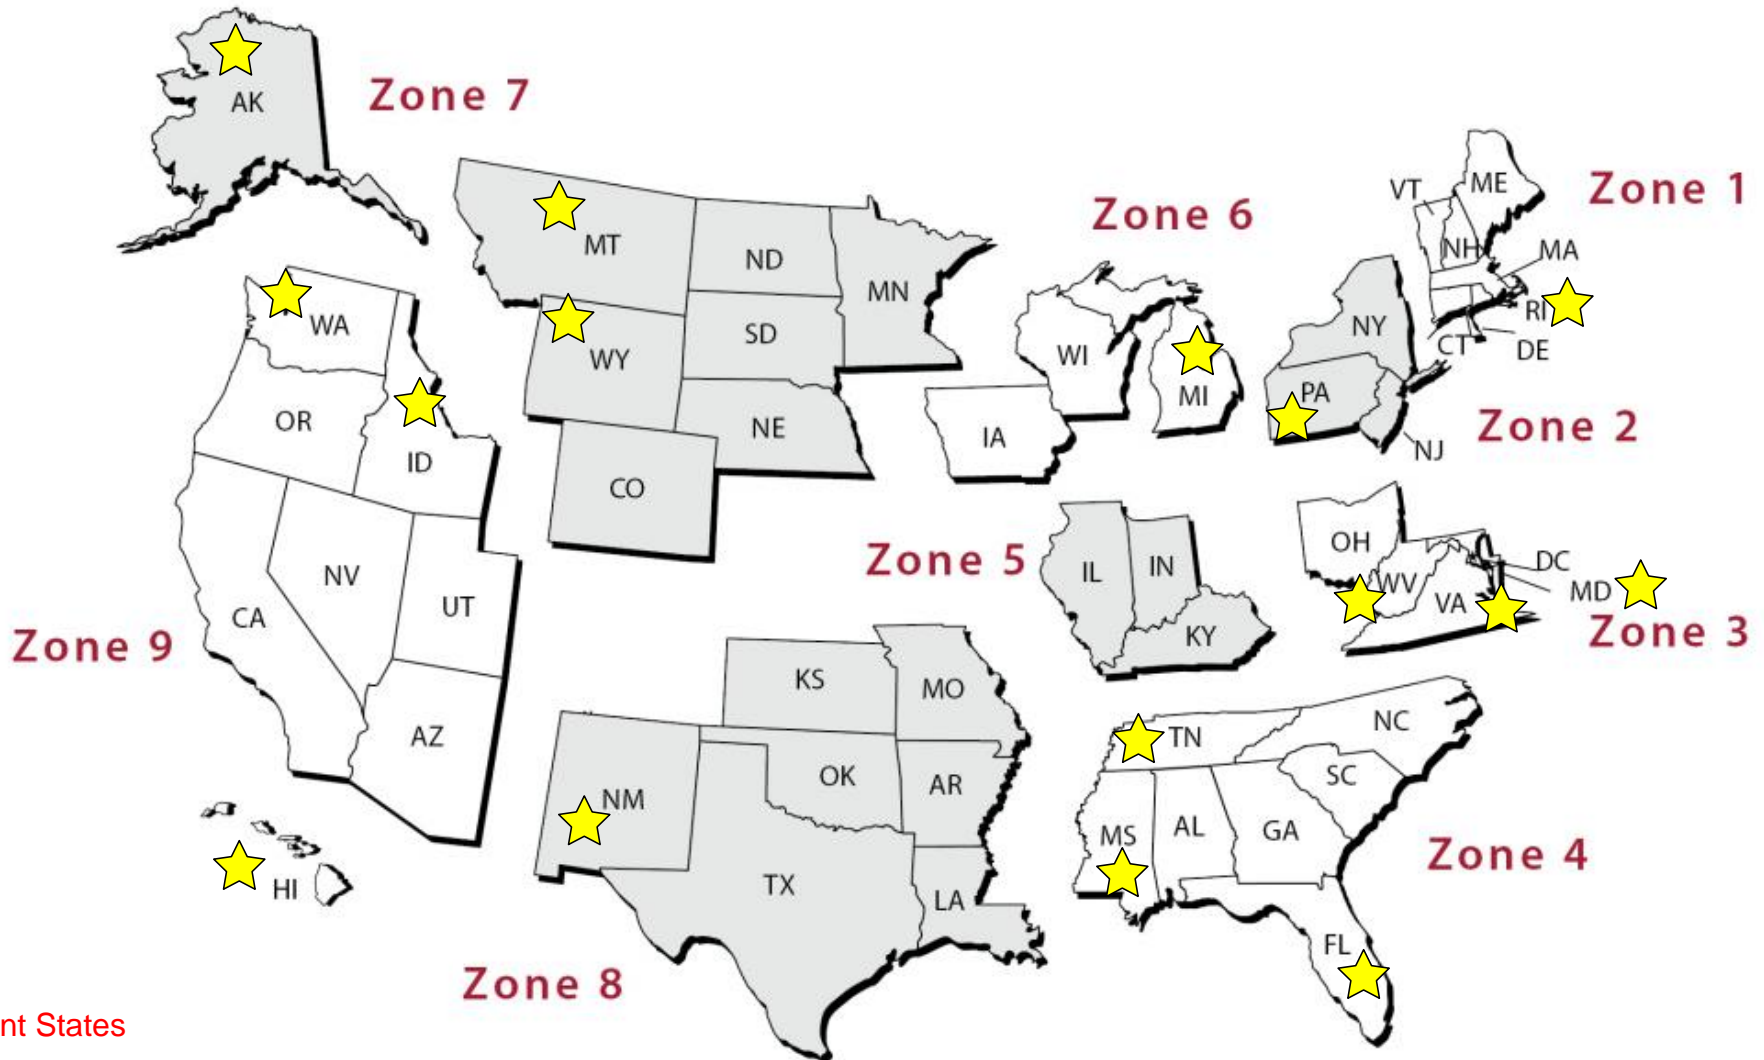 AK
Zone 7
VT
ME
Zone 1
Zone 6
MT
ND
MN
NH
MA
WA
WY
SD
WI
MI
NY
RI
CT
DE
OR
ID
NE
IA
PA
Zone 2
NJ
CO
Zone 5
IL
IN
OH
WV
DC
MD
VA
Zone 3
NV
UT
CA
Zone 9
KY
KS
MO
AZ
TN
NC
NM
OK
AR
SC
MS
AL
GA
Zone 4
HI
TX
LA
FL
Zone 8
nt States